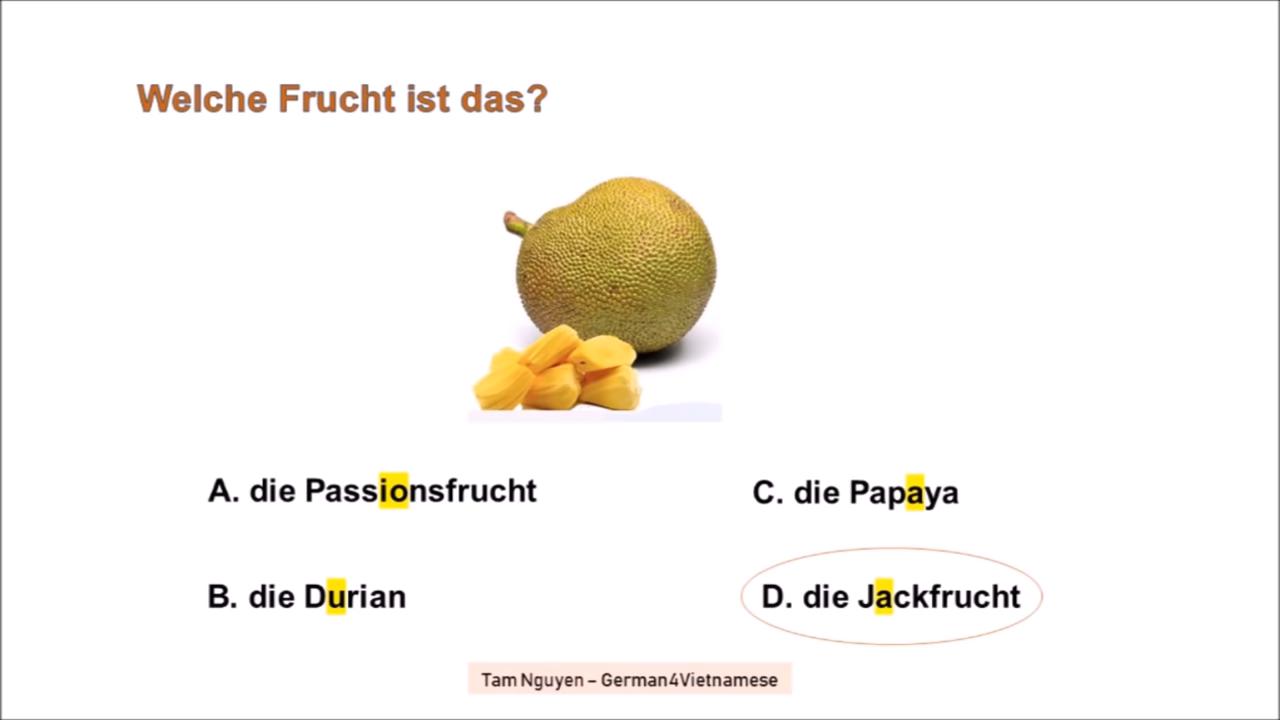 Welche Frucht ist das?
A. die Passionsfrucht
C. die Papaya
B. die Durian
D. die Jackfrucht
Tam Nguyen – German4Vietnamese